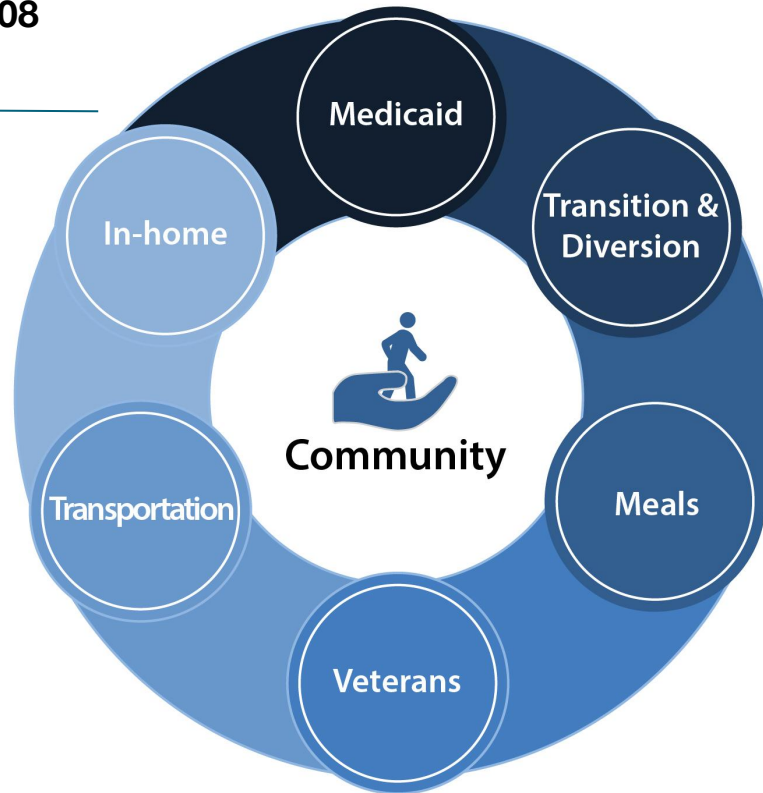 08
Medicaid
Transition &
Diversion
In-home
Community
Meals
Transportation
Veterans